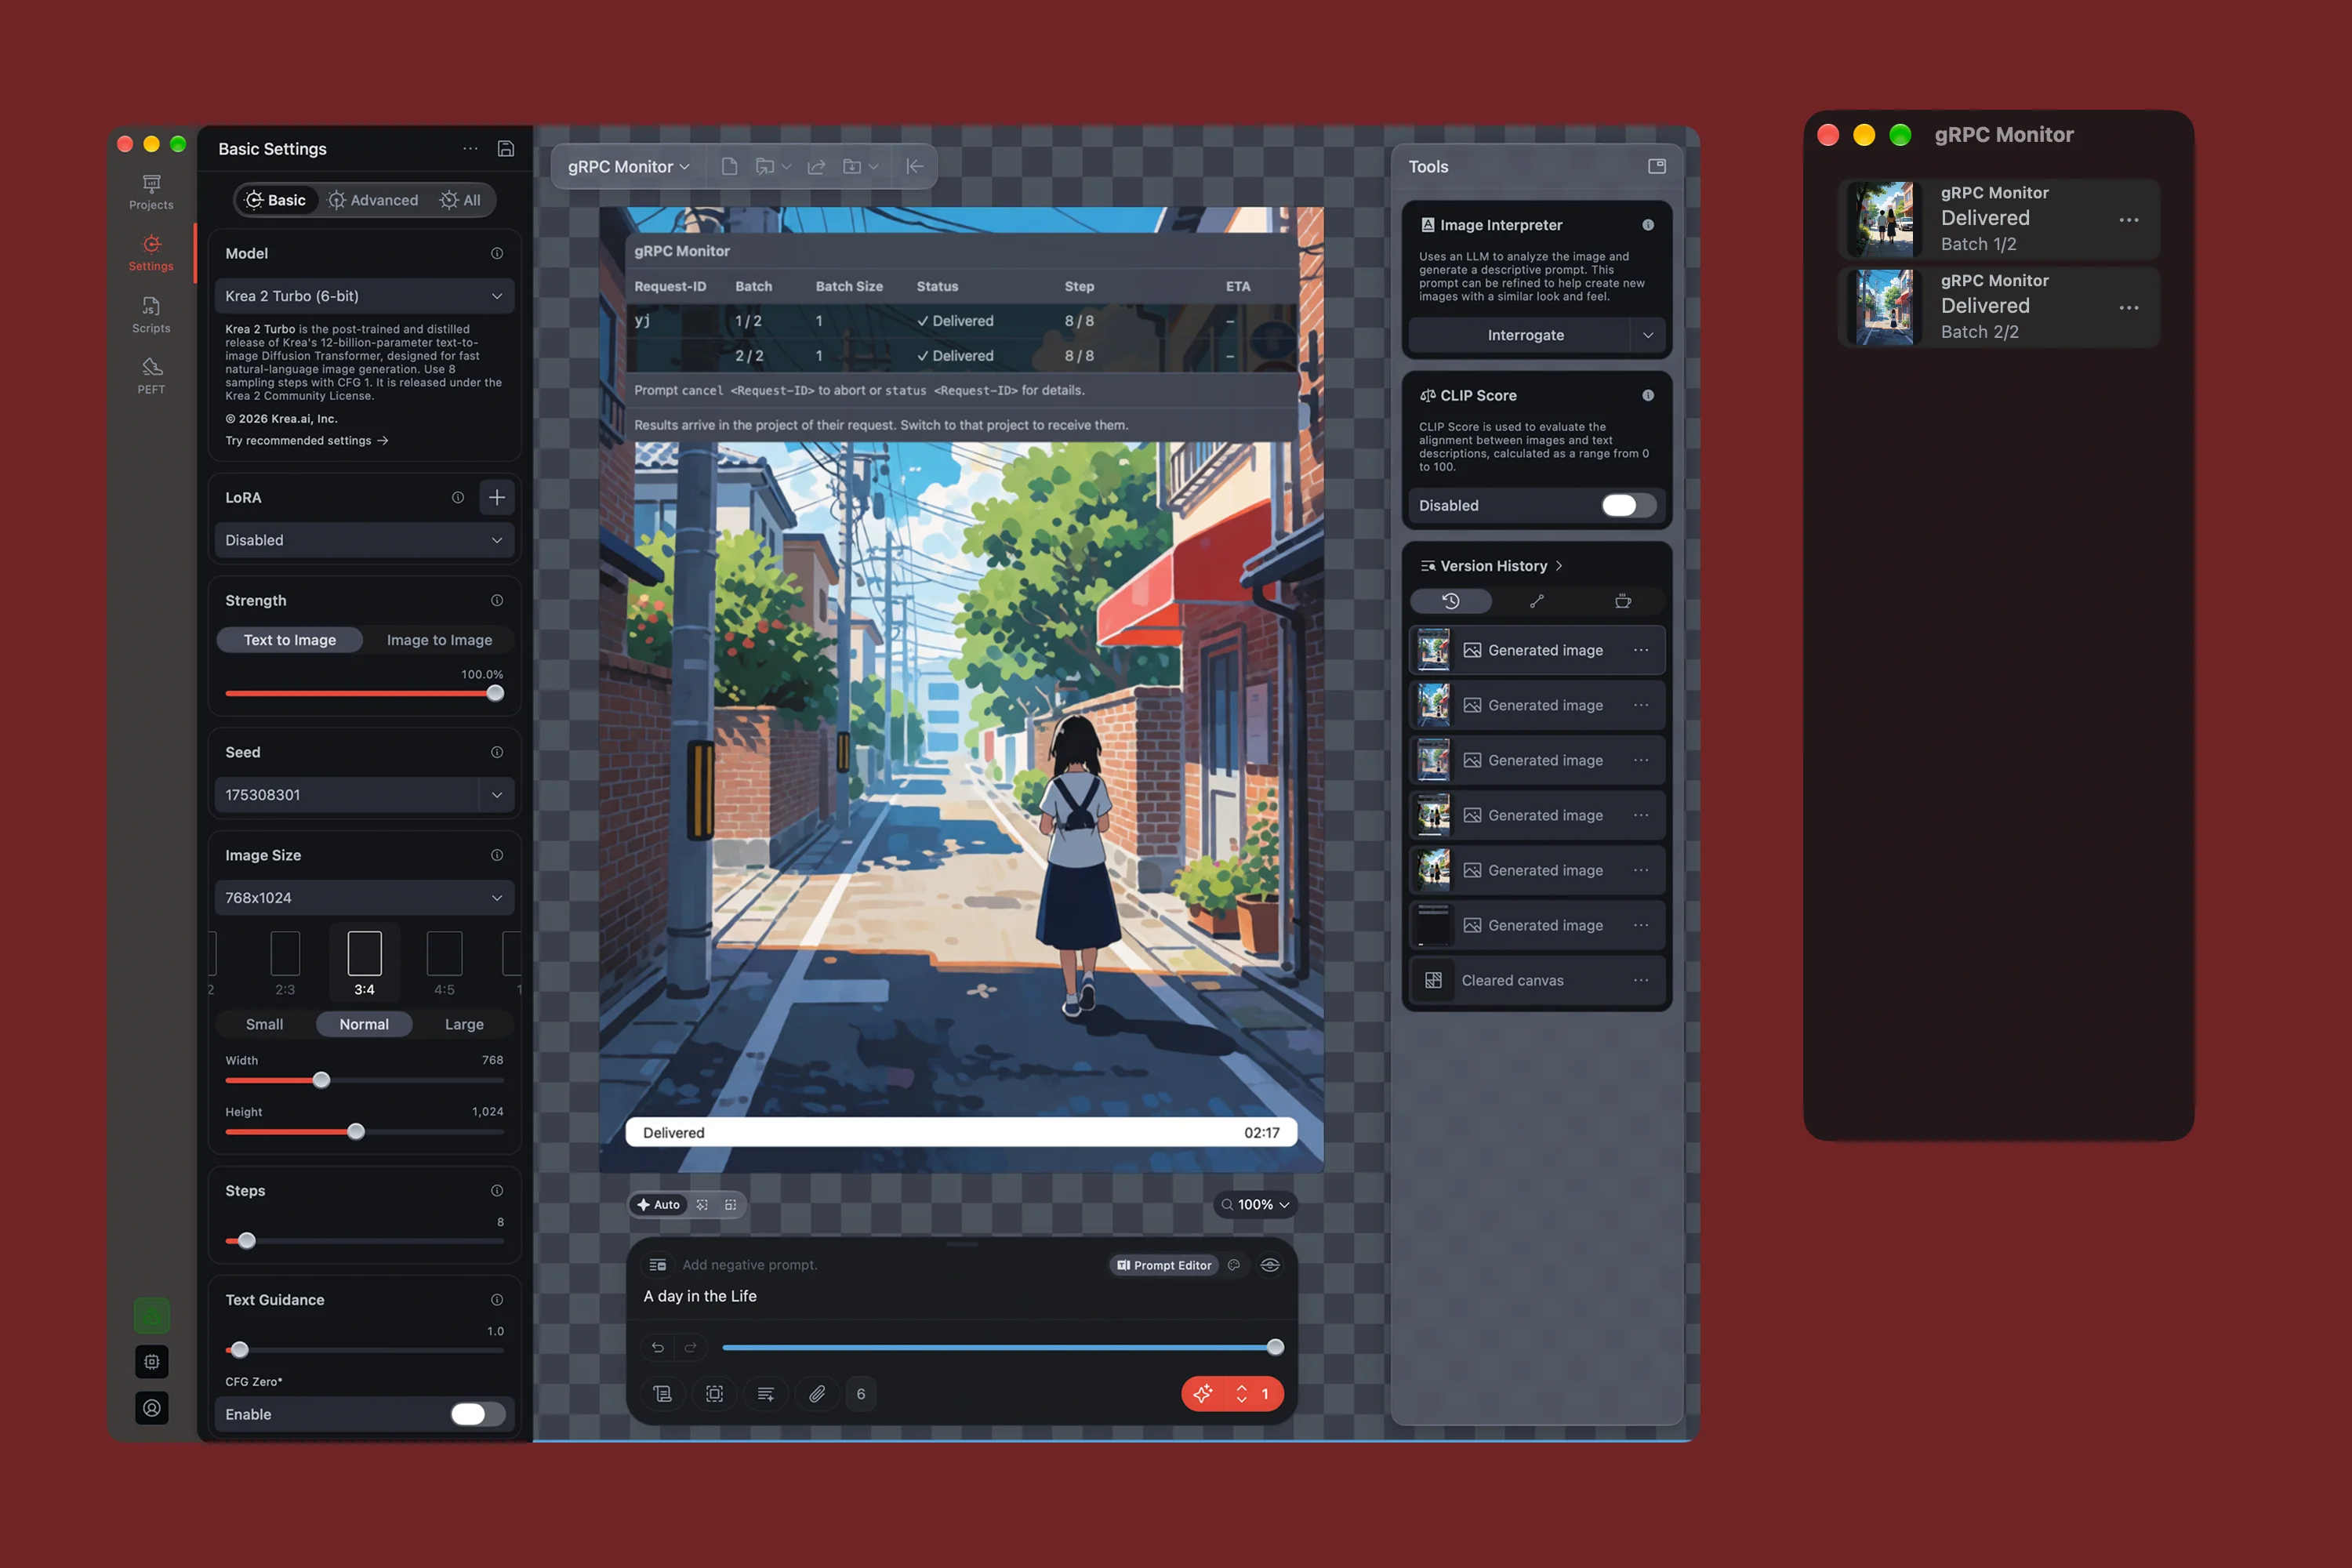 Projects
Settings
Scripts
PEFT
Basic Settings
Basic
Advanced
All
Model
Krea 2 Turbo (6-bit)
Krea 2 Turbo is the post-trained and distilled
release of Krea's 12-billion-parameter text-to-
image Diffusion Transformer, designed for fast
natural-language image generation. Use 8
sampling steps with CFG 1. It is released under the
Krea 2 Community License.
© 2026 Krea.ai, Inc.
Try recommended settings
LoRA
Disabled
Strength
Text to Image
Image to Image
100.0%
Seed
175308301
Image Size
768x1024
2
2:3
3:4
4:5
1
Small
Normal
Large
Width
768
Height
1,024
Steps
8
Text Guidance
1.0
CFG Zero*
Enable
gRPC Monitor
gRPC Monitor
Request-ID Batch Batch Size Status Step ETA
yj 1 / 2 1 ✓ Delivered 8 / 8 –
2 / 2 1 ✓ Delivered 8 / 8 –
Prompt cancel <Request-ID> to abort or status <Request-ID> for details.
Results arrive in the project of their request. Switch to that project to receive them.
Delivered 02:17
Auto
100%
Add negative prompt.
Prompt Editor
A day in the Life
6
1
Tools
Image Interpreter
Uses an LLM to analyze the image and
generate a descriptive prompt. This
prompt can be refined to help create new
images with a similar look and feel.
Interrogate
CLIP Score
CLIP Score is used to evaluate the
alignment between images and text
descriptions, calculated as a range from 0
to 100.
Disabled
Version History
Generated image
Generated image
Generated image
Generated image
Generated image
Generated image
Cleared canvas
gRPC Monitor
gRPC Monitor
Delivered
Batch 1/2
gRPC Monitor
Delivered
Batch 2/2